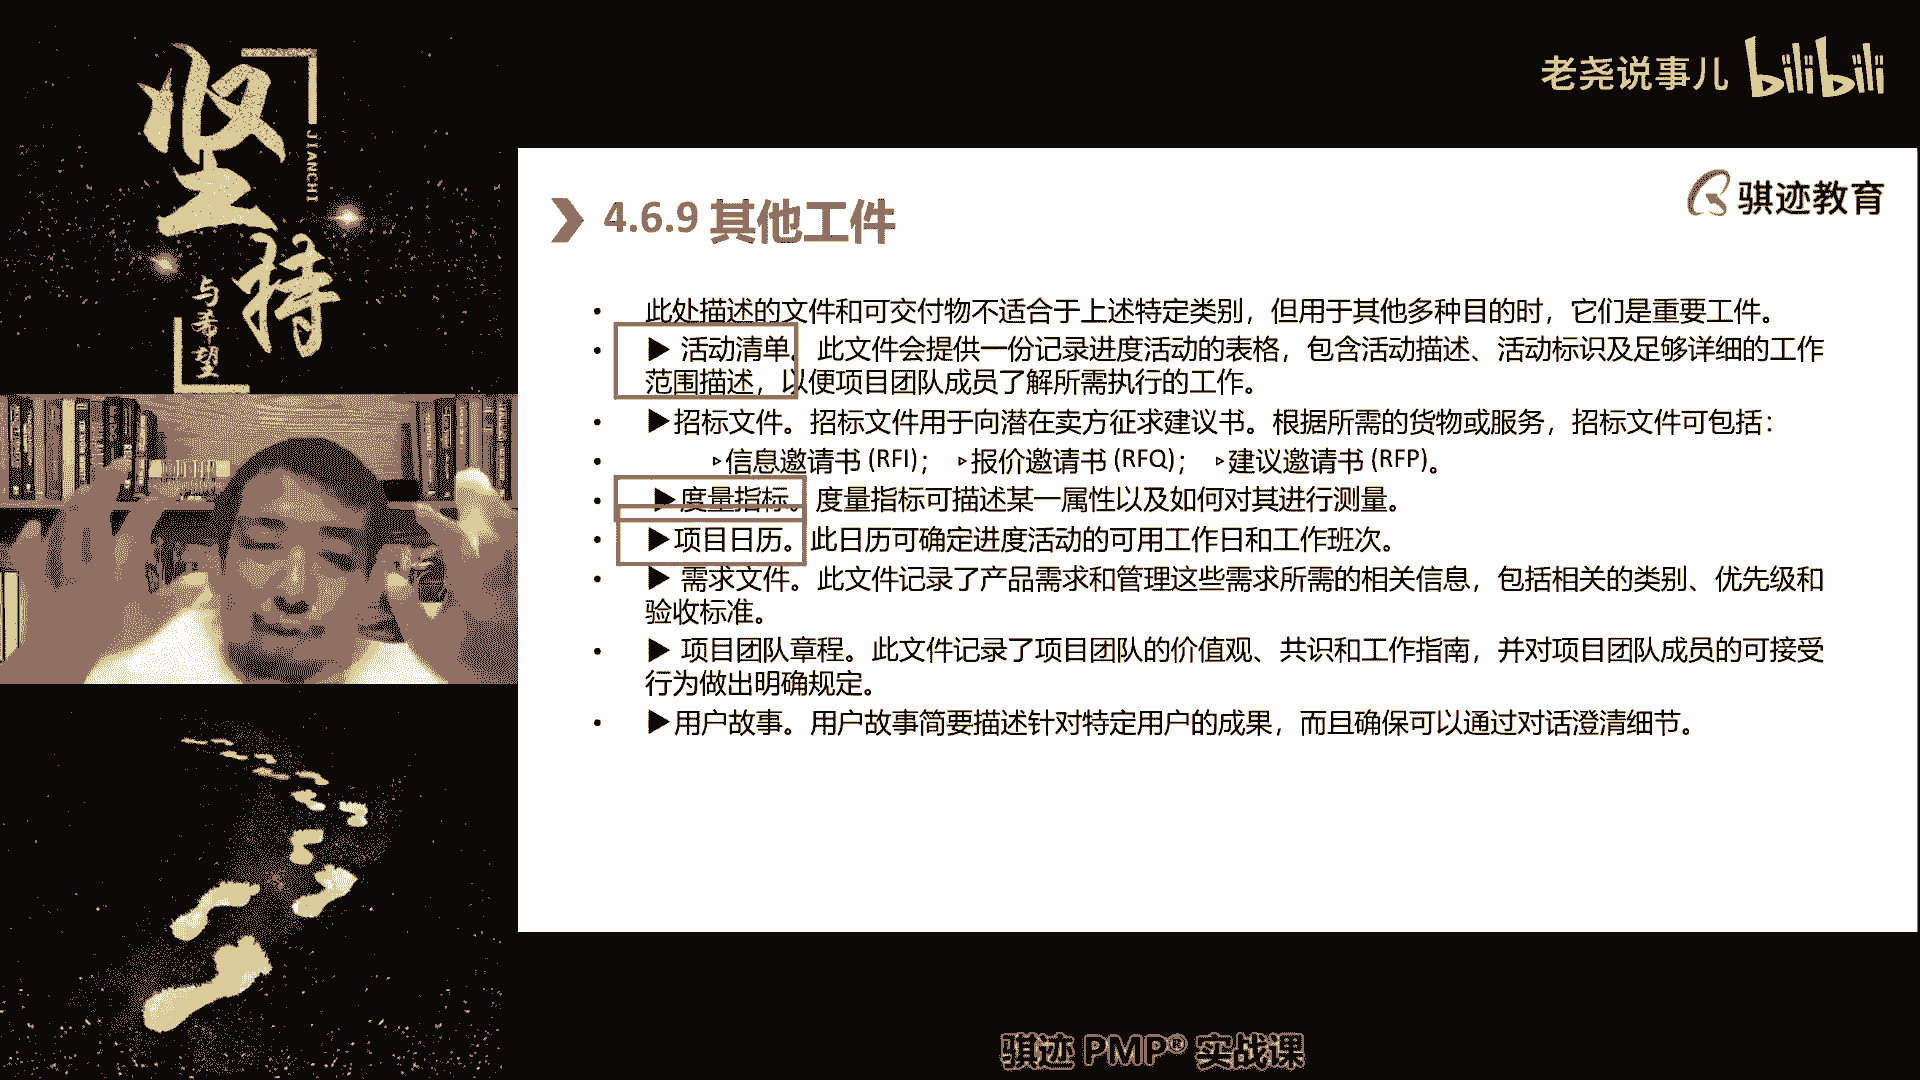 坚
持
JIANCHI
与希望
老尧说事儿 bilibili
骐迹教育
4.6.9 其他工件
• 此处描述的文件和可交付物不适合于上述特定类别，但用于其他多种目的时，它们是重要工件。
• ▶ 活动清单。此文件会提供一份记录进度活动的表格，包含活动描述、活动标识及足够详细的工作
范围描述，以便项目团队成员了解所需执行的工作。
• ▶招标文件。招标文件用于向潜在卖方征求建议书。根据所需的货物或服务，招标文件可包括：
• ▹信息邀请书 (RFI)； ▹报价邀请书 (RFQ)； ▹建议邀请书 (RFP)。
• ▶度量指标。度量指标可描述某一属性以及如何对其进行测量。
• ▶项目日历。此日历可确定进度活动的可用工作日和工作班次。
• ▶ 需求文件。此文件记录了产品需求和管理这些需求所需的相关信息，包括相关的类别、优先级和
验收标准。
• ▶ 项目团队章程。此文件记录了项目团队的价值观、共识和工作指南，并对项目团队成员的可接受
行为做出明确规定。
• ▶用户故事。用户故事简要描述针对特定用户的成果，而且确保可以通过对话澄清细节。
骐迹 PMP® 实战课